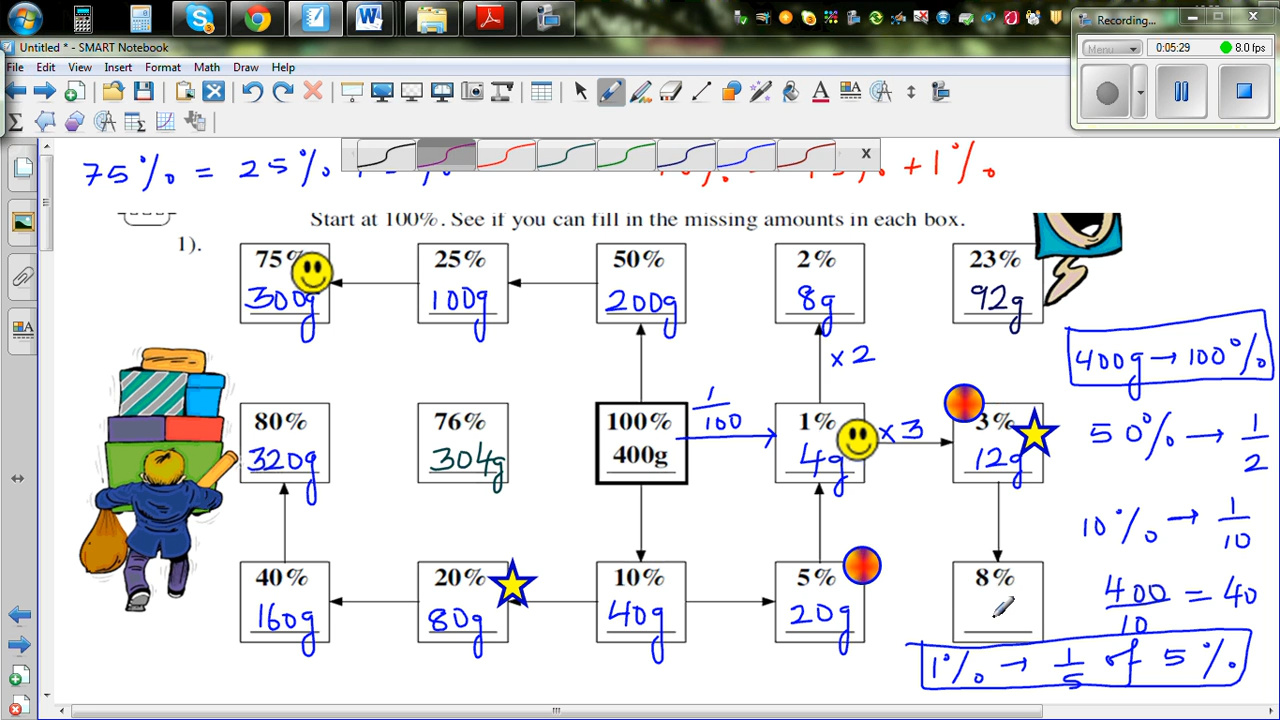 Recording...
Untitled * - SMART Notebook
Menu
0:05:29
8.0 fps
File Edit View Insert Format Math Draw Help
75% = 25%
+ 1%
Start at 100%. See if you can fill in the missing amounts in each box.
1).
75% 25% 50% 2% 23%
300g 100g 200g 8g 92g
400g → 100%
x2
80% 76% 100% 1/100 1% x3 3%
320g 304g 400g 4g 12g
50% → 1/2
10% → 1/10
40% 20% 10% 5% 8%
160g 80g 40g 20g
400/10 = 40
1% → 1/5 of 5%